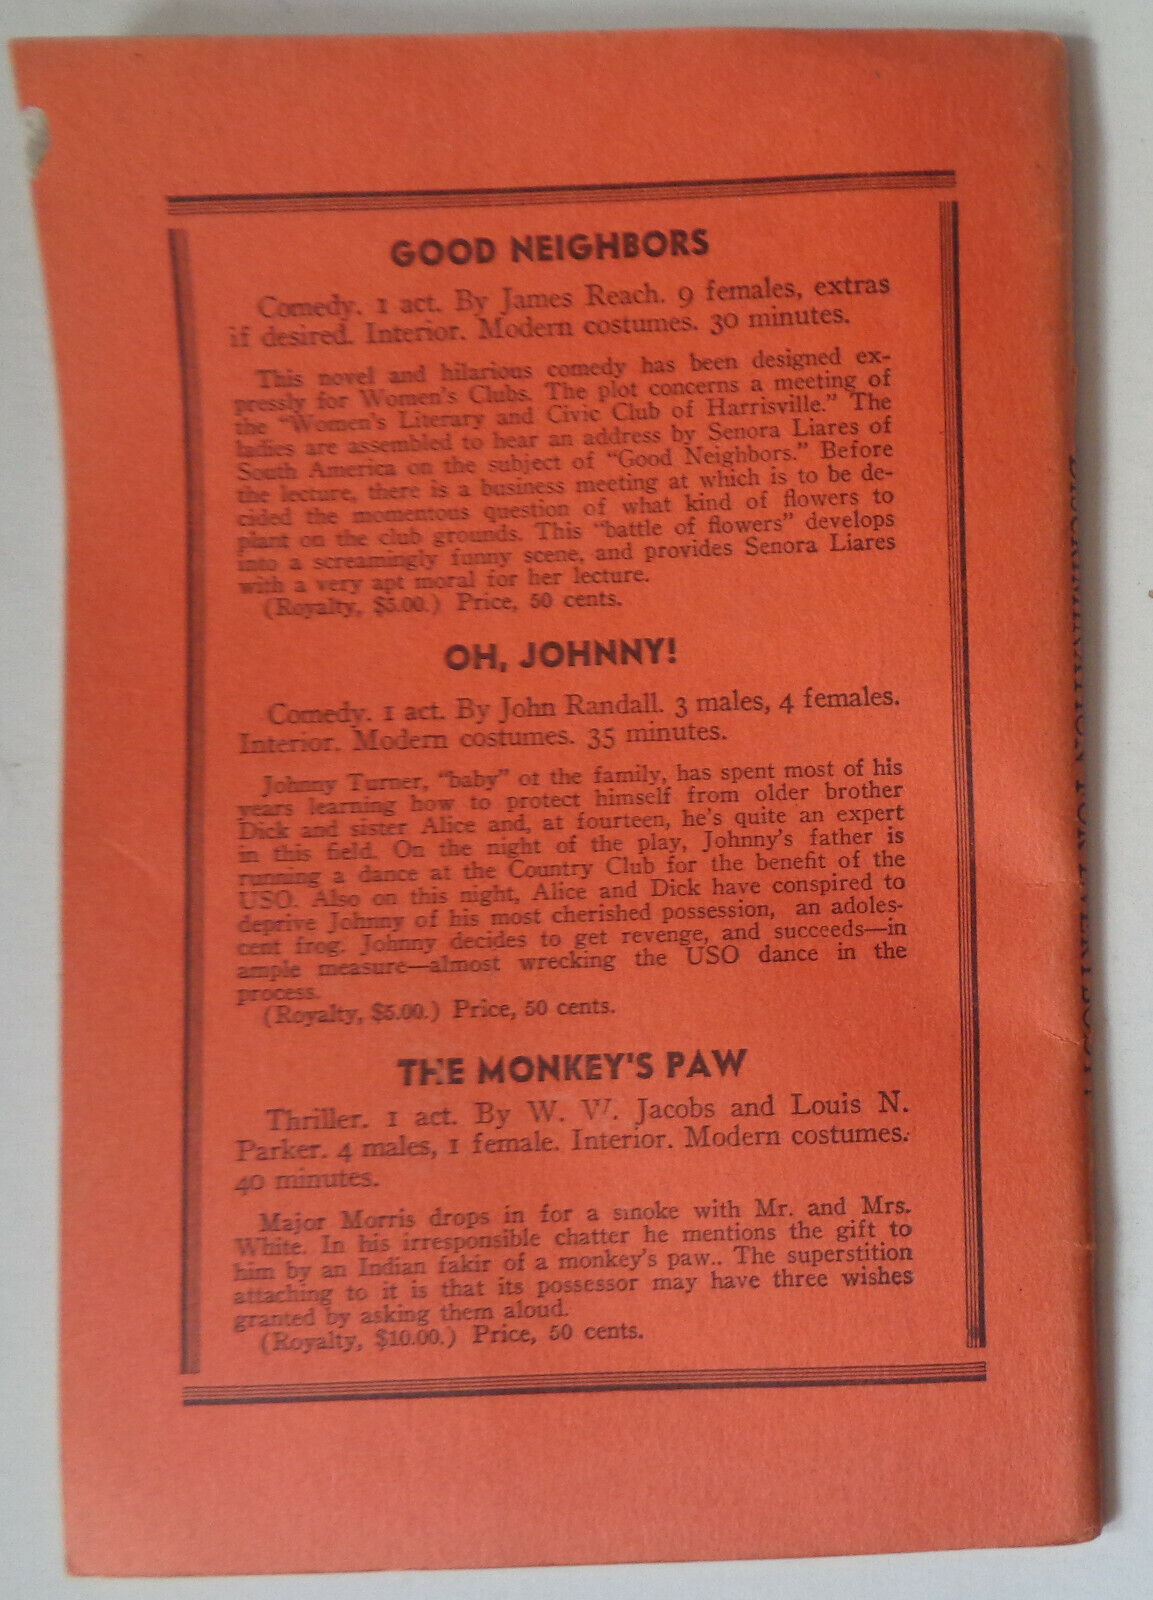 GOOD NEIGHBORS
Comedy. 1 act. By James Reach. 9 females, extras
if desired. Interior. Modern costumes. 30 minutes.
This novel and hilarious comedy has been designed ex-
pressly for Women's Clubs. The plot concerns a meeting of
the "Women's Literary and Civic Club of Harrisville." The
ladies are assembled to hear an address by Senora Liares of
South America on the subject of "Good Neighbors." Before
the lecture, there is a business meeting at which is to be de-
cided the momentous question of what kind of flowers to
plant on the club grounds. This "battle of flowers" develops
into a screamingly funny scene, and provides Senora Liares
with a very apt moral for her lecture.
(Royalty, $5.00.) Price, 50 cents.
OH, JOHNNY!
Comedy. 1 act. By John Randall. 3 males, 4 females.
Interior. Modern costumes. 35 minutes.
Johnny Turner, "baby" of the family, has spent most of his
years learning how to protect himself from older brother
Dick and sister Alice and, at fourteen, he's quite an expert
in this field. On the night of the play, Johnny's father is
running a dance at the Country Club for the benefit of the
USO. Also on this night, Alice and Dick have conspired to
deprive Johnny of his most cherished possession, an adoles-
cent frog. Johnny decides to get revenge, and succeeds—in
ample measure—almost wrecking the USO dance in the
process.
(Royalty, $5.00.) Price, 50 cents.
THE MONKEY'S PAW
Thriller. 1 act. By W. W. Jacobs and Louis N.
Parker. 4 males, 1 female. Interior. Modern costumes.
40 minutes.
Major Morris drops in for a smoke with Mr. and Mrs.
White. In his irresponsible chatter he mentions the gift to
him by an Indian fakir of a monkey's paw.. The superstition
attaching to it is that its possessor may have three wishes
granted by asking them aloud.
(Royalty, $10.00.) Price, 50 cents.